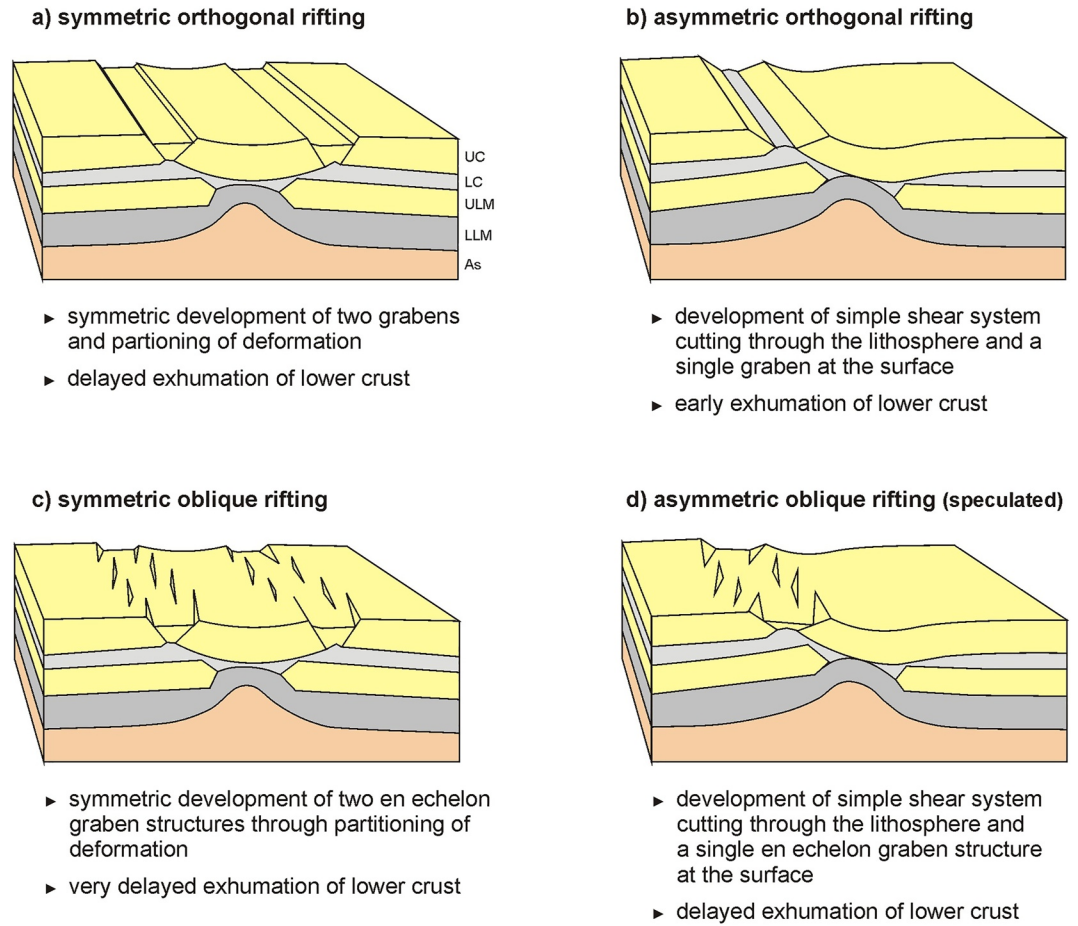 a) symmetric orthogonal rifting
UC
LC
ULM
LLM
As
► symmetric development of two grabens
and partioning of deformation
► delayed exhumation of lower crust
b) asymmetric orthogonal rifting
► development of simple shear system
cutting through the lithosphere and a
single graben at the surface
► early exhumation of lower crust
c) symmetric oblique rifting
► symmetric development of two en echelon
graben structures through partitioning of
deformation
► very delayed exhumation of lower crust
d) asymmetric oblique rifting (speculated)
► development of simple shear system
cutting through the lithosphere and
a single en echelon graben structure
at the surface
► delayed exhumation of lower crust